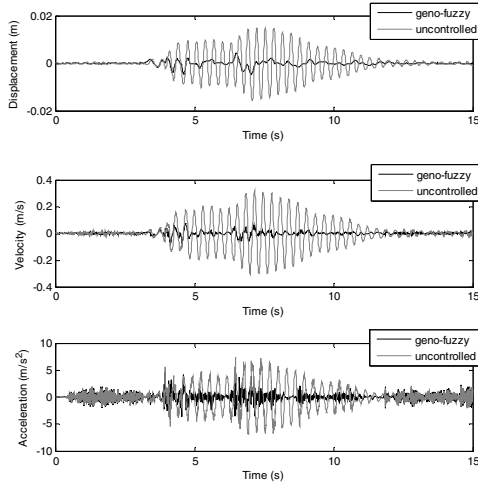 geno-fuzzy
uncontrolled
Displacement (m)
0.02
0
-0.02
0 5 10 15
Time (s)
geno-fuzzy
uncontrolled
Velocity (m/s)
0.4
0.2
0
-0.2
-0.4
0 5 10 15
Time (s)
geno-fuzzy
uncontrolled
Acceleration (m/s²)
10
5
0
-5
-10
0 5 10 15
Time (s)